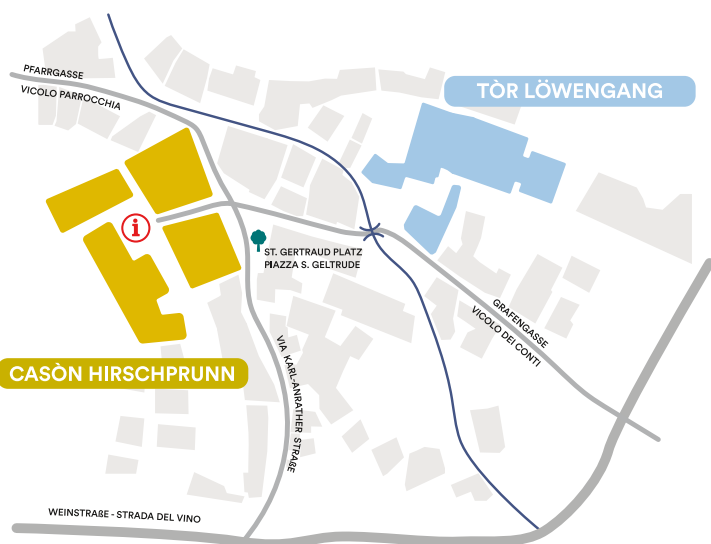 PFARRGASSE
VICOLO PARROCCHIA
TÒR LÖWENGANG
i
ST. GERTRAUD PLATZ
PIAZZA S. GELTRUDE
GRAFENGASSE
VICOLO DEI CONTI
VIA KARL-ANRATHER STRAßE
CASÒN HIRSCHPRUNN
WEINSTRAßE - STRADA DEL VINO